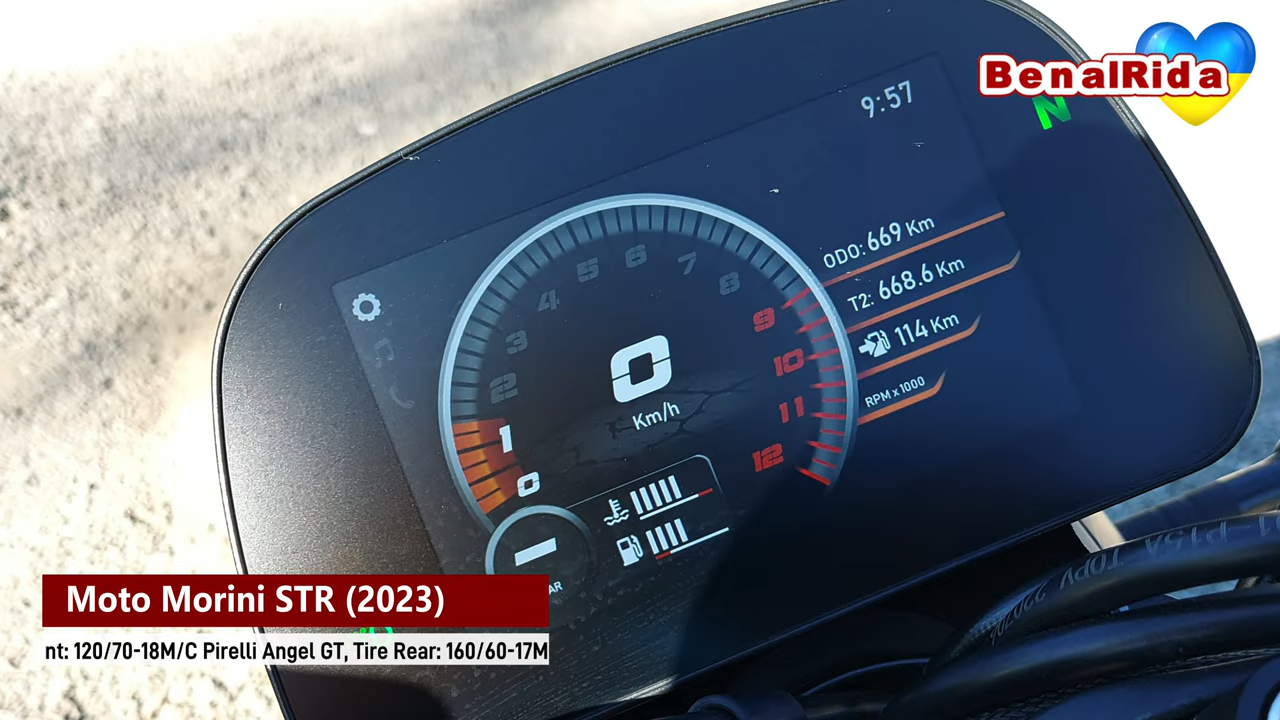 BenalRida
N
9:57
ODO: 669 Km
T2: 668.6 Km
114 Km
RPM x 1000
0
1
2
3
4
5
6
7
8
9
10
11
12
0
Km/h
Moto Morini STR (2023)
nt: 120/70-18M/C Pirelli Angel GT, Tire Rear: 160/60-17M